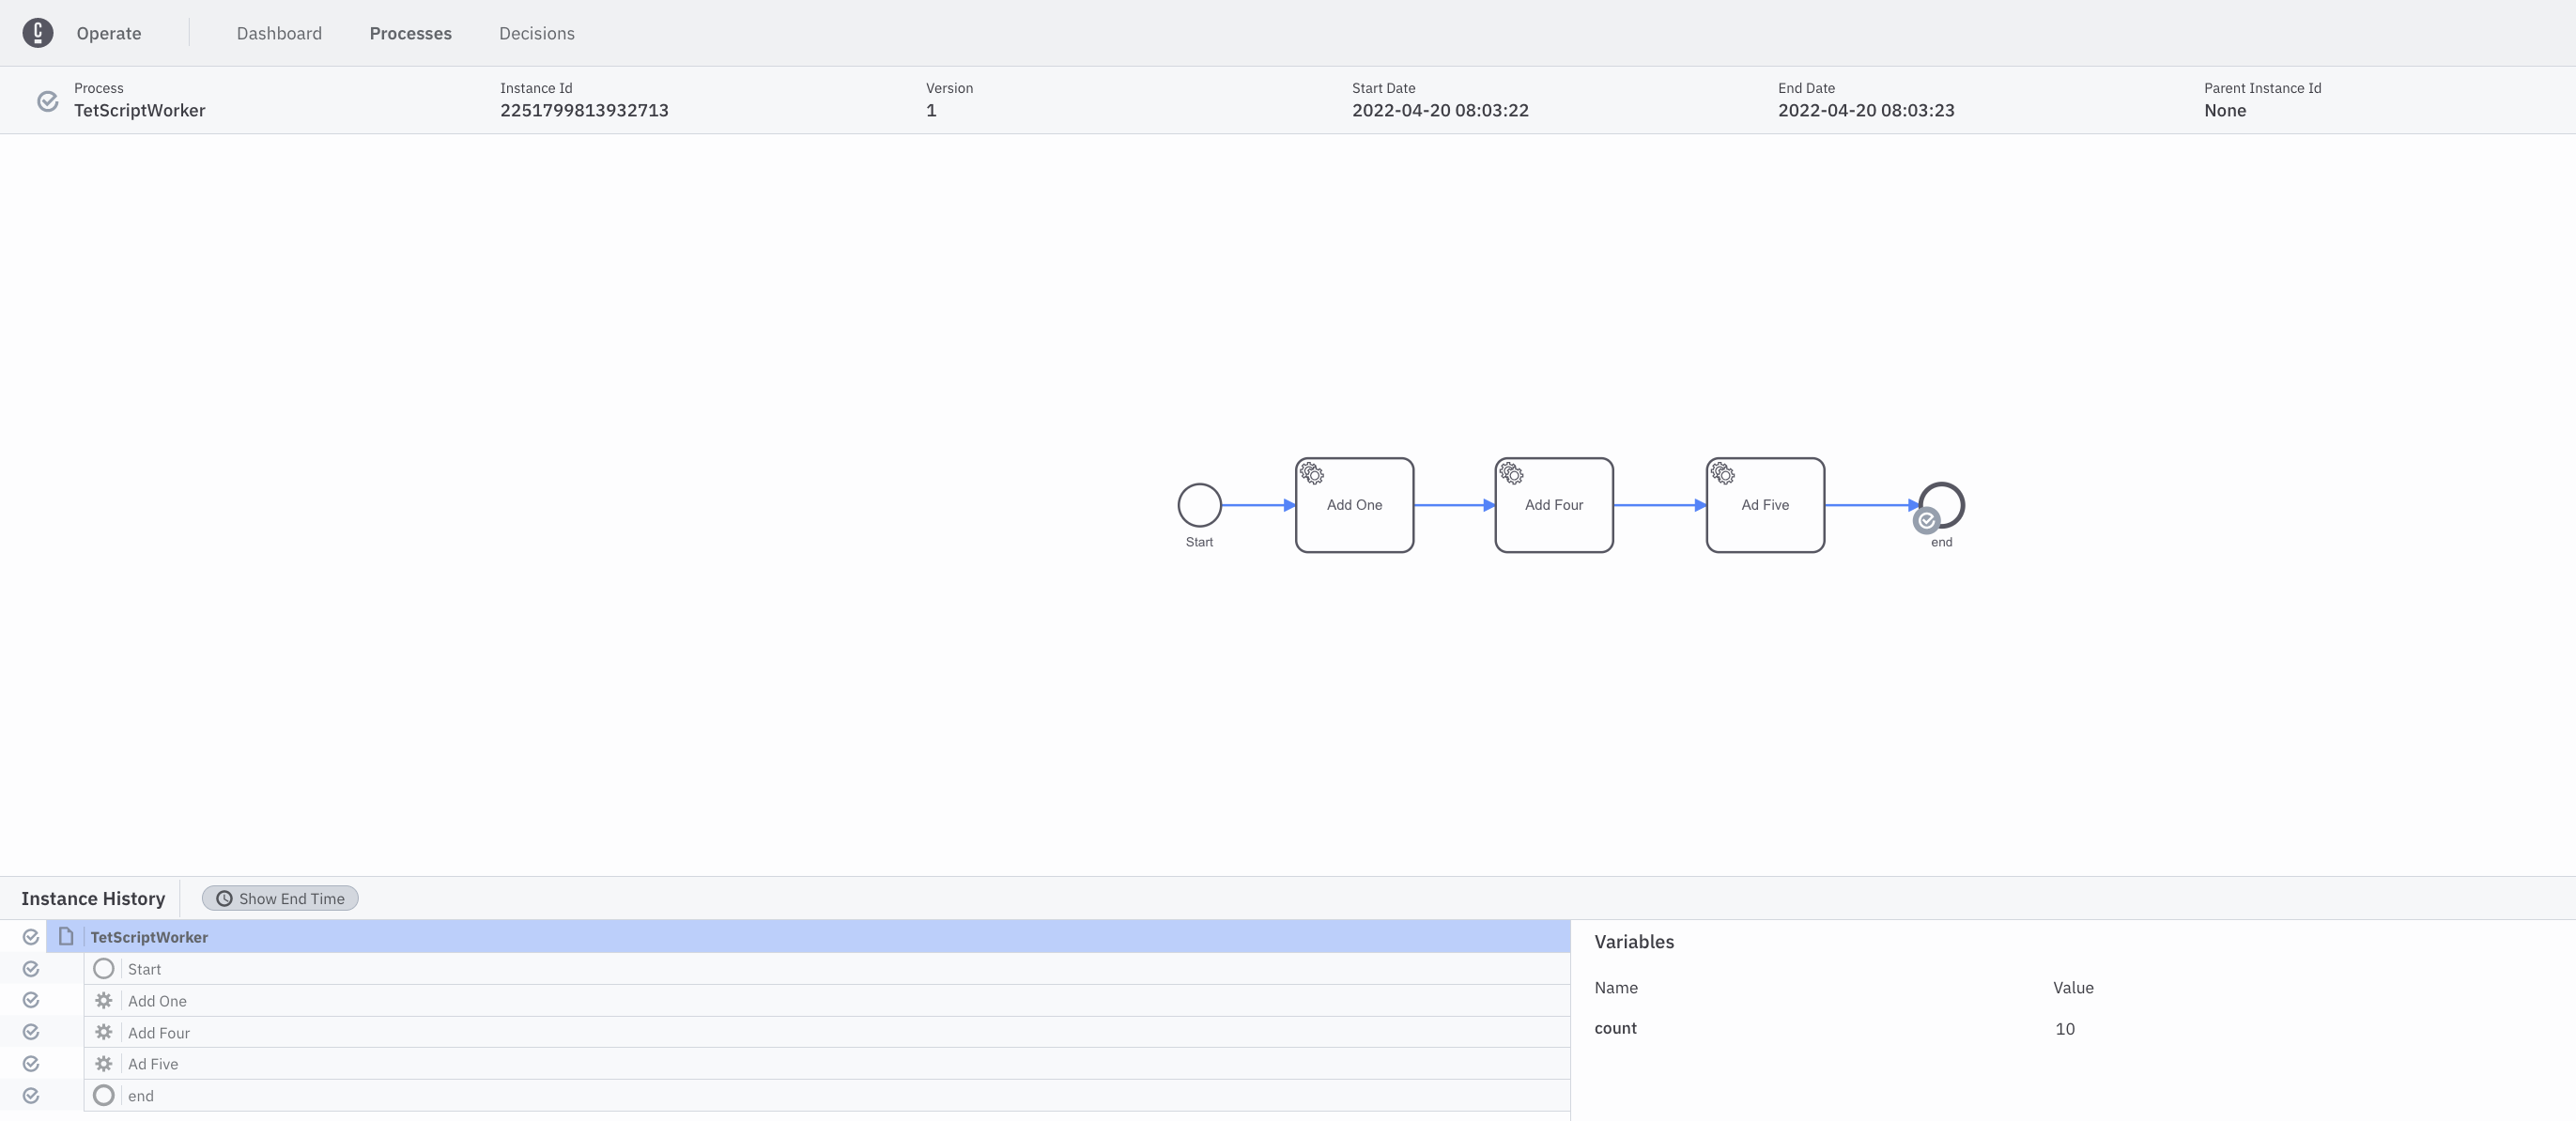 Operate Dashboard Processes Decisions
Process Instance Id Version Start Date End Date Parent Instance Id
TetScriptWorker 2251799813932713 1 2022-04-20 08:03:22 2022-04-20 08:03:23 None
Add One Add Four Ad Five
Start end
Instance History Show End Time
TetScriptWorker
Start
Add One
Add Four
Ad Five
end
Variables
Name Value
count 10